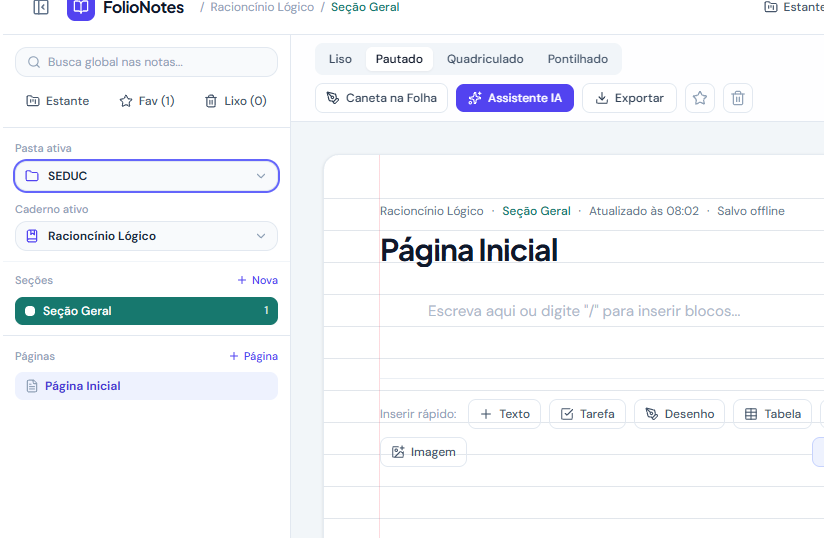 FolioNotes / Racioncínio Lógico / Seção Geral Estante
Busca global nas notas...
Estante Fav (1) Lixo (0)
Pasta ativa
SEDUC
Caderno ativo
Racioncínio Lógico
Seções + Nova
Seção Geral 1
Páginas + Página
Página Inicial
Liso Pautado Quadriculado Pontilhado
Caneta na Folha Assistente IA Exportar
Racioncínio Lógico · Seção Geral · Atualizado às 08:02 · Salvo offline
Página Inicial
Escreva aqui ou digite "/" para inserir blocos...
Inserir rápido: + Texto Tarefa Desenho Tabela
Imagem